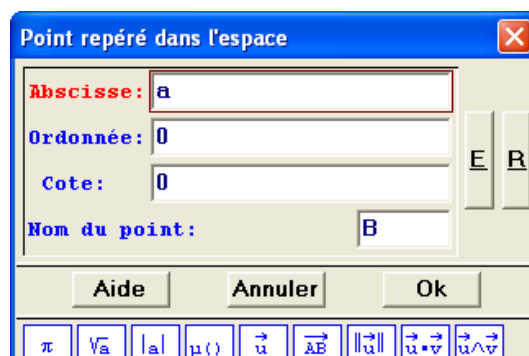 Point repéré dans l'espace
Abscisse: a
Ordonnée: 0
Cote: 0
E R
Nom du point: B
Aide Annuler Ok
π √a |a| μ() u⃗ AB⃗ ||u⃗|| u⃗•v⃗ u⃗∧v⃗